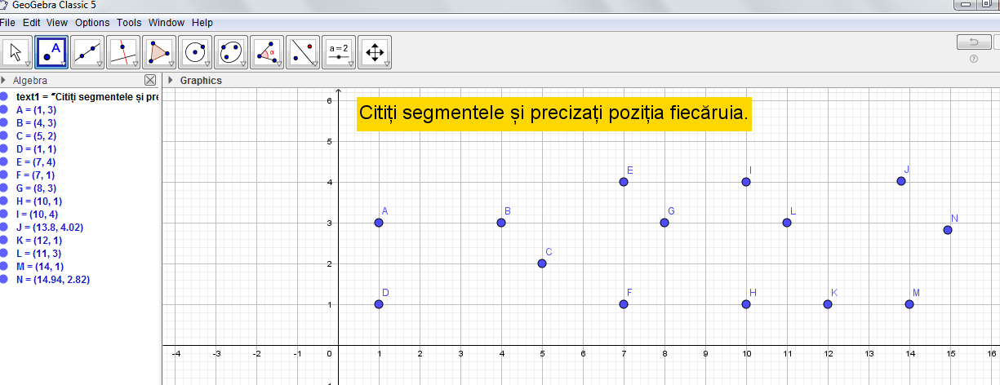 GeoGebra Classic 5
File Edit View Options Tools Window Help
A
α
a=2
Algebra
Graphics
text1 = "Citiți segmentele și pre
A = (1, 3)
B = (4, 3)
C = (5, 2)
D = (1, 1)
E = (7, 4)
F = (7, 1)
G = (8, 3)
H = (10, 1)
I = (10, 4)
J = (13.8, 4.02)
K = (12, 1)
L = (11, 3)
M = (14, 1)
N = (14.94, 2.82)
Citiți segmentele și precizați poziția fiecăruia.
6
5
E I J
4
A B G L N
3
C
2
D F H K M
1
-4 -3 -2 -1 0 1 2 3 4 5 6 7 8 9 10 11 12 13 14 15 16